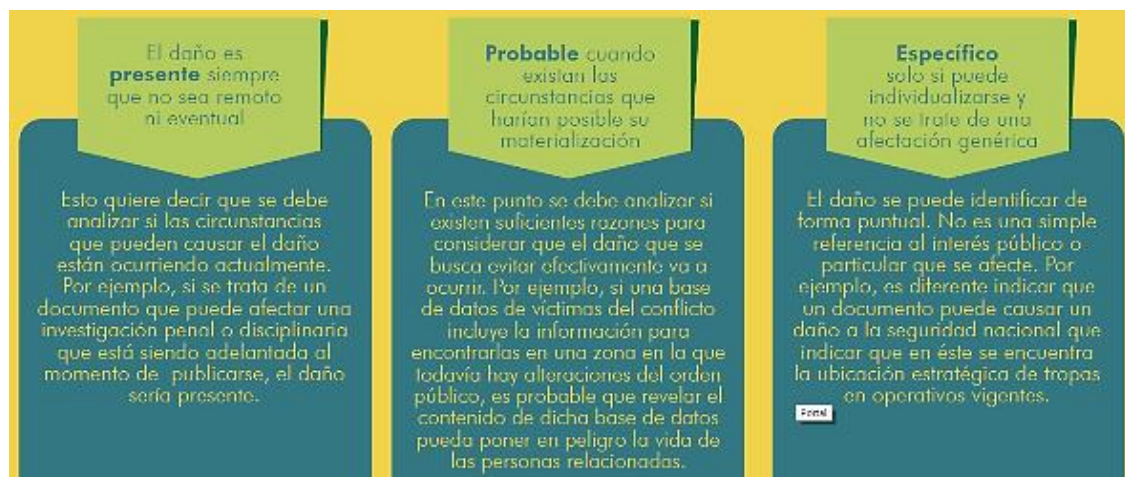 El daño es
presente siempre
que no sea remoto
ni eventual
Esto quiere decir que se debe
analizar si las circunstancias
que pueden causar el daño
están ocurriendo actualmente.
Por ejemplo, si se trata de un
documento que puede afectar una
investigación penal o disciplinaria
que está siendo adelantada al
momento de publicarse, el daño
sería presente.
Probable cuando
existan las
circunstancias que
harían posible su
materialización
En este punto se debe analizar si
existen suficientes razones para
considerar que el daño que se
busca evitar efectivamente va a
ocurrir. Por ejemplo, si una base
de datos de víctimas del conflicto
incluye la información para
encontrarlas en una zona en la que
todavía hay alteraciones del orden
público, es probable que revelar el
contenido de dicha base de datos
pueda poner en peligro la vida de
las personas relacionadas.
Específico
solo si puede
individualizarse y
no se trate de una
afectación genérica
El daño se puede identificar de
forma puntual. No es una simple
referencia al interés público o
particular que se afecte. Por
ejemplo, es diferente indicar que
un documento puede causar un
daño a la seguridad nacional que
indicar que en éste se encuentra
la ubicación estratégica de tropas
en operativos vigentes.
Portal